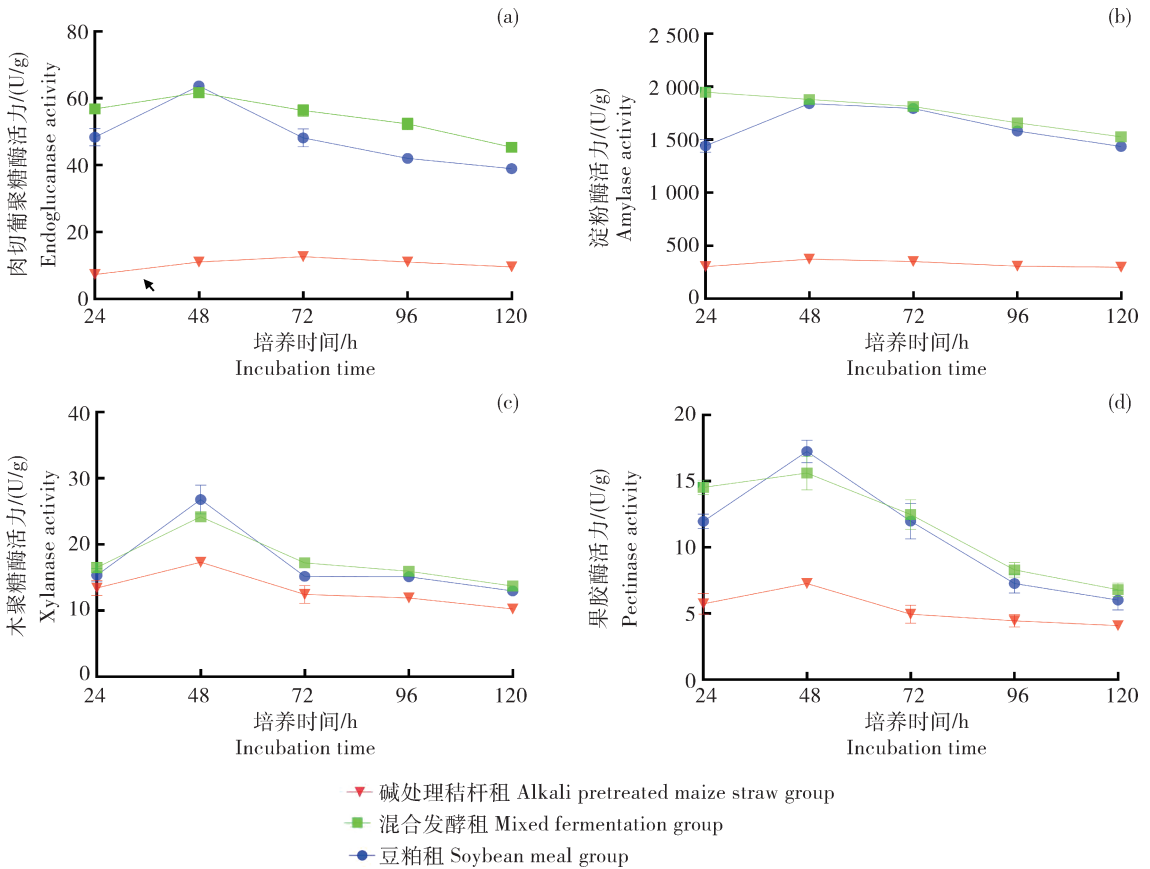 (a)
肉切葡聚糖酶活力/(U/g)
Endoglucanase activity
80
60
40
20
0
24 48 72 96 120
培养时间/h
Incubation time
(b)
淀粉酶活力/(U/g)
Amylase activity
2 500
2 000
1 500
1 000
500
0
24 48 72 96 120
培养时间/h
Incubation time
(c)
木聚糖酶活力/(U/g)
Xylanase activity
40
30
20
10
0
24 48 72 96 120
培养时间/h
Incubation time
(d)
果胶酶活力/(U/g)
Pectinase activity
20
15
10
5
0
24 48 72 96 120
培养时间/h
Incubation time
碱处理秸杆租 Alkali pretreated maize straw group
混合发酵租 Mixed fermentation group
豆粕租 Soybean meal group